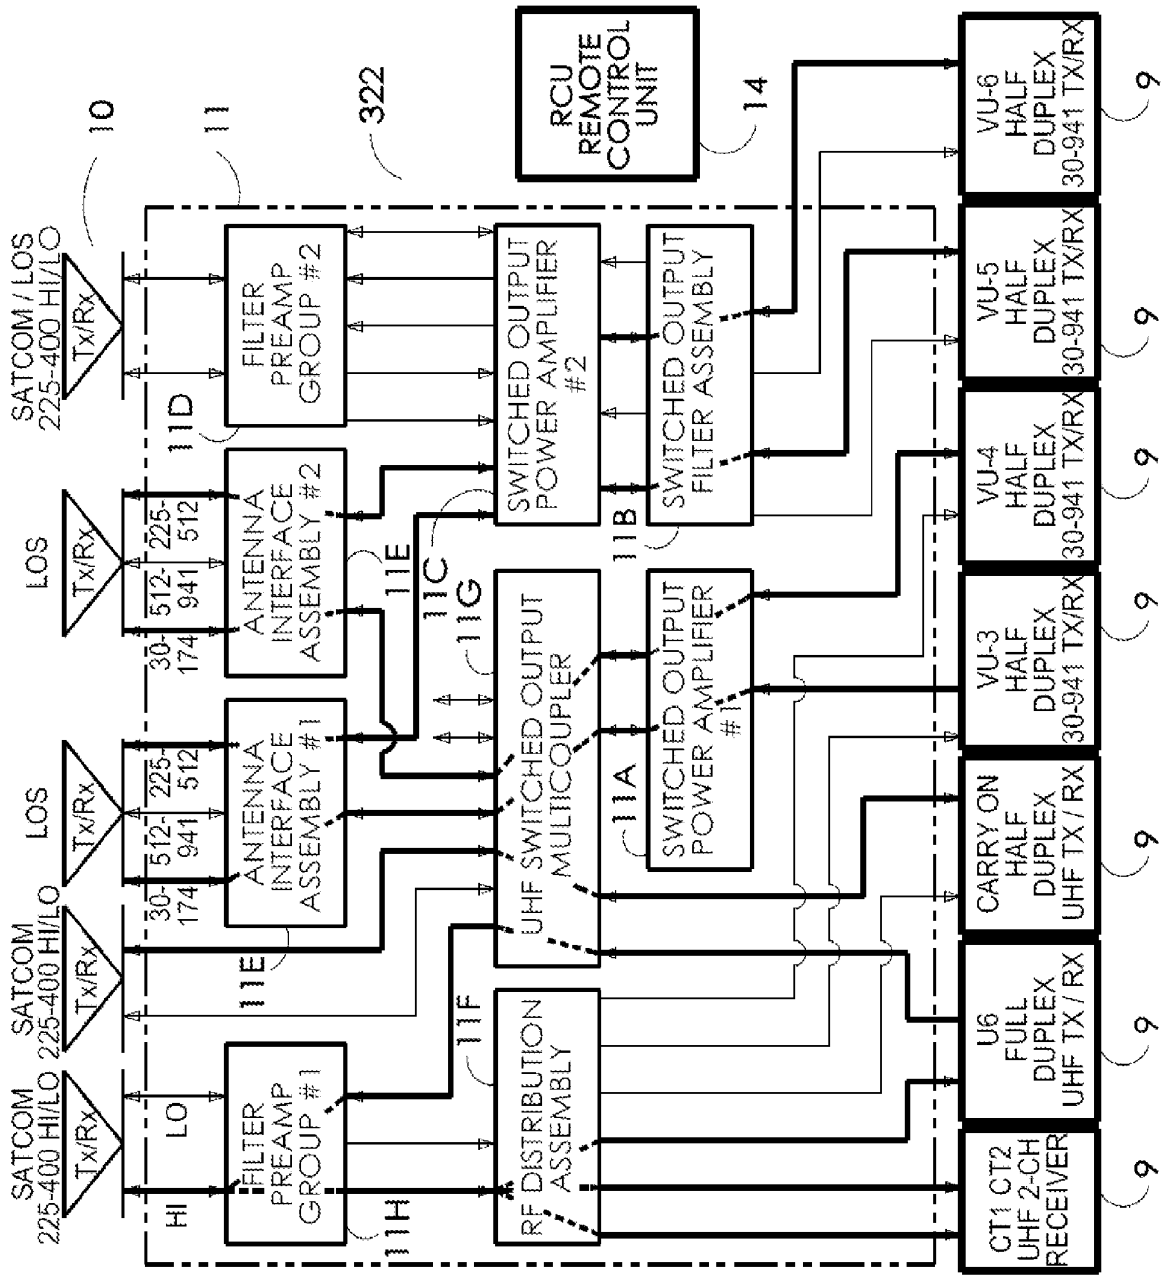 SATCOM
225-400 HI/LO
Tx/Rx
SATCOM
225-400 HI/LO
Tx/Rx
LOS
Tx/Rx
LOS
Tx/Rx
SATCOM / LOS
225-400 HI/LO
Tx/Rx
10
HI
LO
30-
174
512-
941
225-
512
30-
174
512-
941
225-
512
11
322
FILTER
PREAMP
GROUP #1
11H
ANTENNA
INTERFACE
ASSEMBLY #1
11E
ANTENNA
INTERFACE
ASSEMBLY #2
11E
FILTER
PREAMP
GROUP #2
11D
RF DISTRIBUTION
ASSEMBLY
11F
UHF SWITCHED OUTPUT
MULTICOUPLER
11G
SWITCHED OUTPUT
POWER AMPLIFIER
#2
11C
RCU
REMOTE
CONTROL
UNIT
14
SWITCHED OUTPUT
POWER AMPLIFIER
#1
11A
SWITCHED OUTPUT
FILTER ASSEMBLY
11B
CT1 CT2
UHF 2-CH
RECEIVER
9
U6
FULL
DUPLEX
UHF TX / RX
9
CARRY ON
HALF
DUPLEX
UHF TX / RX
9
VU-3
HALF
DUPLEX
30-941 TX/RX
9
VU-4
HALF
DUPLEX
30-941 TX/RX
9
VU-5
HALF
DUPLEX
30-941 TX/RX
9
VU-6
HALF
DUPLEX
30-941 TX/RX
9